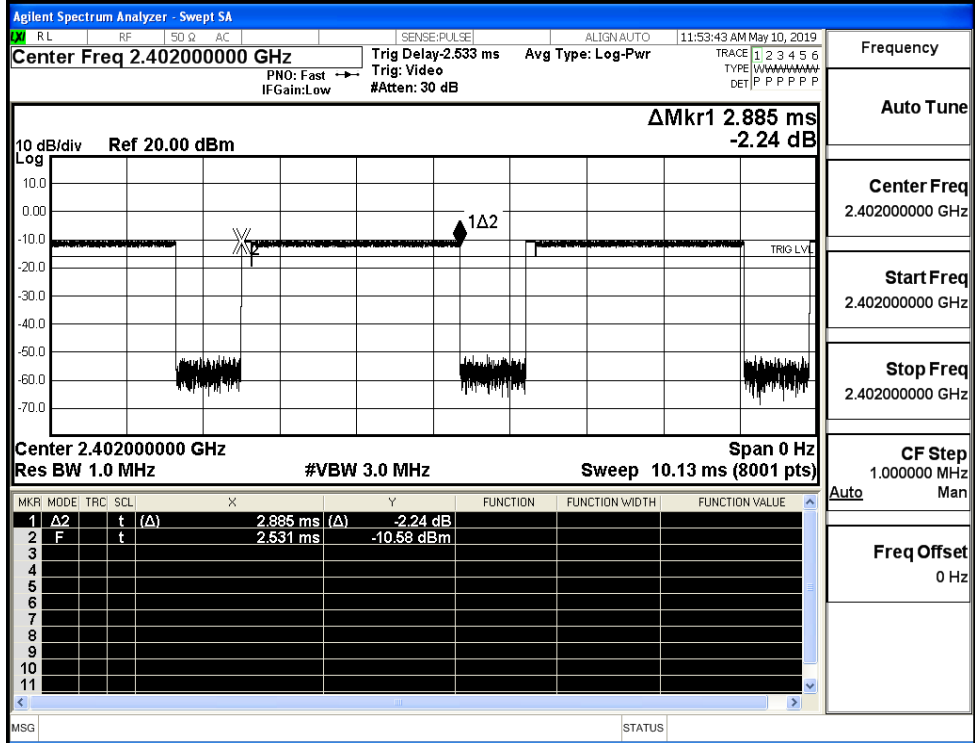 Agilent Spectrum Analyzer - Swept SA
LXI RL RF 50 Ω AC SENSE:PULSE ALIGN AUTO 11:53:43 AM May 10, 2019
Center Freq 2.402000000 GHz Trig Delay-2.533 ms Avg Type: Log-Pwr TRACE 1 2 3 4 5 6
PNO: Fast Trig: Video TYPE WWWWWW
IFGain:Low #Atten: 30 dB DET P P P P P P
ΔMkr1 2.885 ms
-2.24 dB
10 dB/div Ref 20.00 dBm
Log
10.0
0.00
-10.0
-20.0
-30.0
-40.0
-50.0
-60.0
-70.0
1Δ2
2
TRIG LVL
Center 2.402000000 GHz Span 0 Hz
Res BW 1.0 MHz #VBW 3.0 MHz Sweep 10.13 ms (8001 pts)
MKR MODE TRC SCL X Y FUNCTION FUNCTION WIDTH FUNCTION VALUE
1 Δ2 t (Δ) 2.885 ms (Δ) -2.24 dB
2 F t 2.531 ms -10.58 dBm
3
4
5
6
7
8
9
10
11
MSG STATUS
Frequency
Auto Tune
Center Freq
2.402000000 GHz
Start Freq
2.402000000 GHz
Stop Freq
2.402000000 GHz
CF Step
1.000000 MHz
Auto Man
Freq Offset
0 Hz